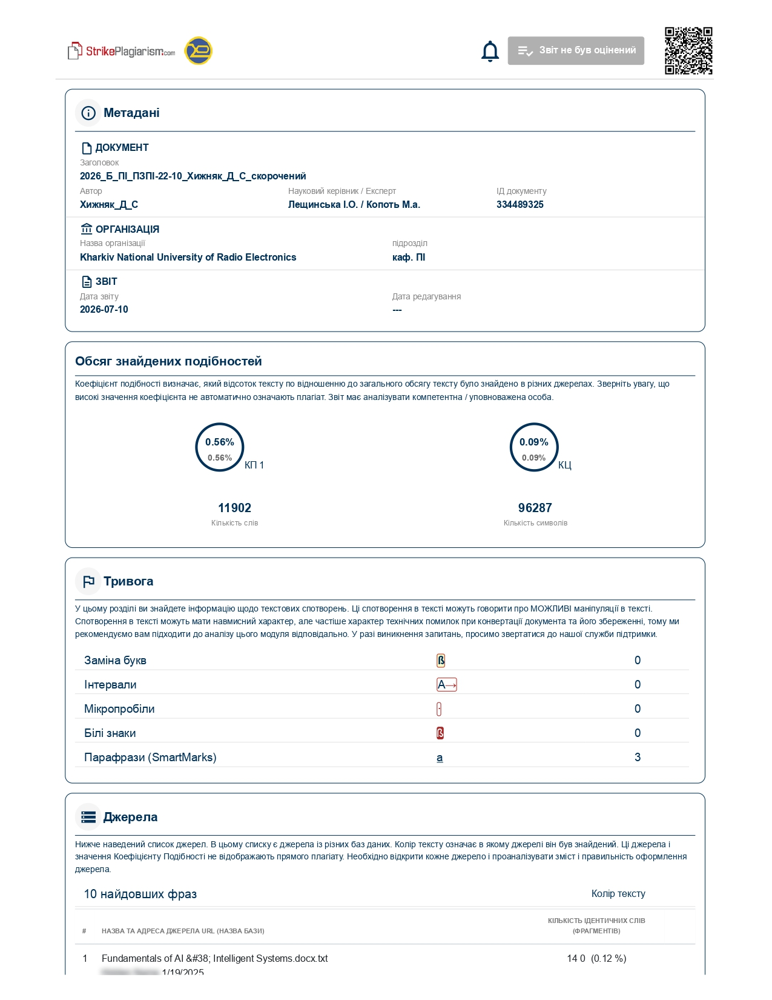 StrikePlagiarism.com
Звіт не був оцінений
Метадані
ДОКУМЕНТ
Заголовок
2026_Б_ПІ_ПЗПІ-22-10_Хижняк_Д_С_скорочений
Автор Науковий керівник / Експерт ІД документу
Хижняк_Д_С Лещинська І.О. / Копоть М.а. 334489325
ОРГАНІЗАЦІЯ
Назва організації підрозділ
Kharkiv National University of Radio Electronics каф. ПІ
ЗВІТ
Дата звіту Дата редагування
2026-07-10 ---
Обсяг знайдених подібностей
Коефіцієнт подібності визначає, який відсоток тексту по відношенню до загального обсягу тексту було знайдено в різних джерелах. Зверніть увагу, що
високі значення коефіцієнта не автоматично означають плагіат. Звіт має аналізувати компетентна / уповноважена особа.
0.56% 0.09%
0.56% 0.09%
КП 1 КЦ
11902 96287
Кількість слів Кількість символів
Тривога
У цьому розділі ви знайдете інформацію щодо текстових спотворень. Ці спотворення в тексті можуть говорити про МОЖЛИВІ маніпуляції в тексті.
Спотворення в тексті можуть мати навмисний характер, але частіше характер технічних помилок при конвертації документа та його збереженні, тому ми
рекомендуємо вам підходити до аналізу цього модуля відповідально. У разі виникнення запитань, просимо звертатися до нашої служби підтримки.
Заміна букв ß 0
Інтервали A→ 0
Мікропробіли · 0
Білі знаки ß 0
Парафрази (SmartMarks) a 3
Джерела
Нижче наведений список джерел. В цьому списку є джерела із різних баз даних. Колір тексту означає в якому джерелі він був знайдений. Ці джерела і
значення Коефіцієнту Подібності не відображають прямого плагіату. Необхідно відкрити кожне джерело і проаналізувати зміст і правильність оформлення
джерела.
10 найдовших фраз Колір тексту
КІЛЬКІСТЬ ІДЕНТИЧНИХ СЛІВ
# НАЗВА ТА АДРЕСА ДЖЕРЕЛА URL (НАЗВА БАЗИ) (ФРАГМЕНТІВ)
1 Fundamentals of AI &#38; Intelligent Systems.docx.txt 14 0 (0.12 %)
1/19/2025